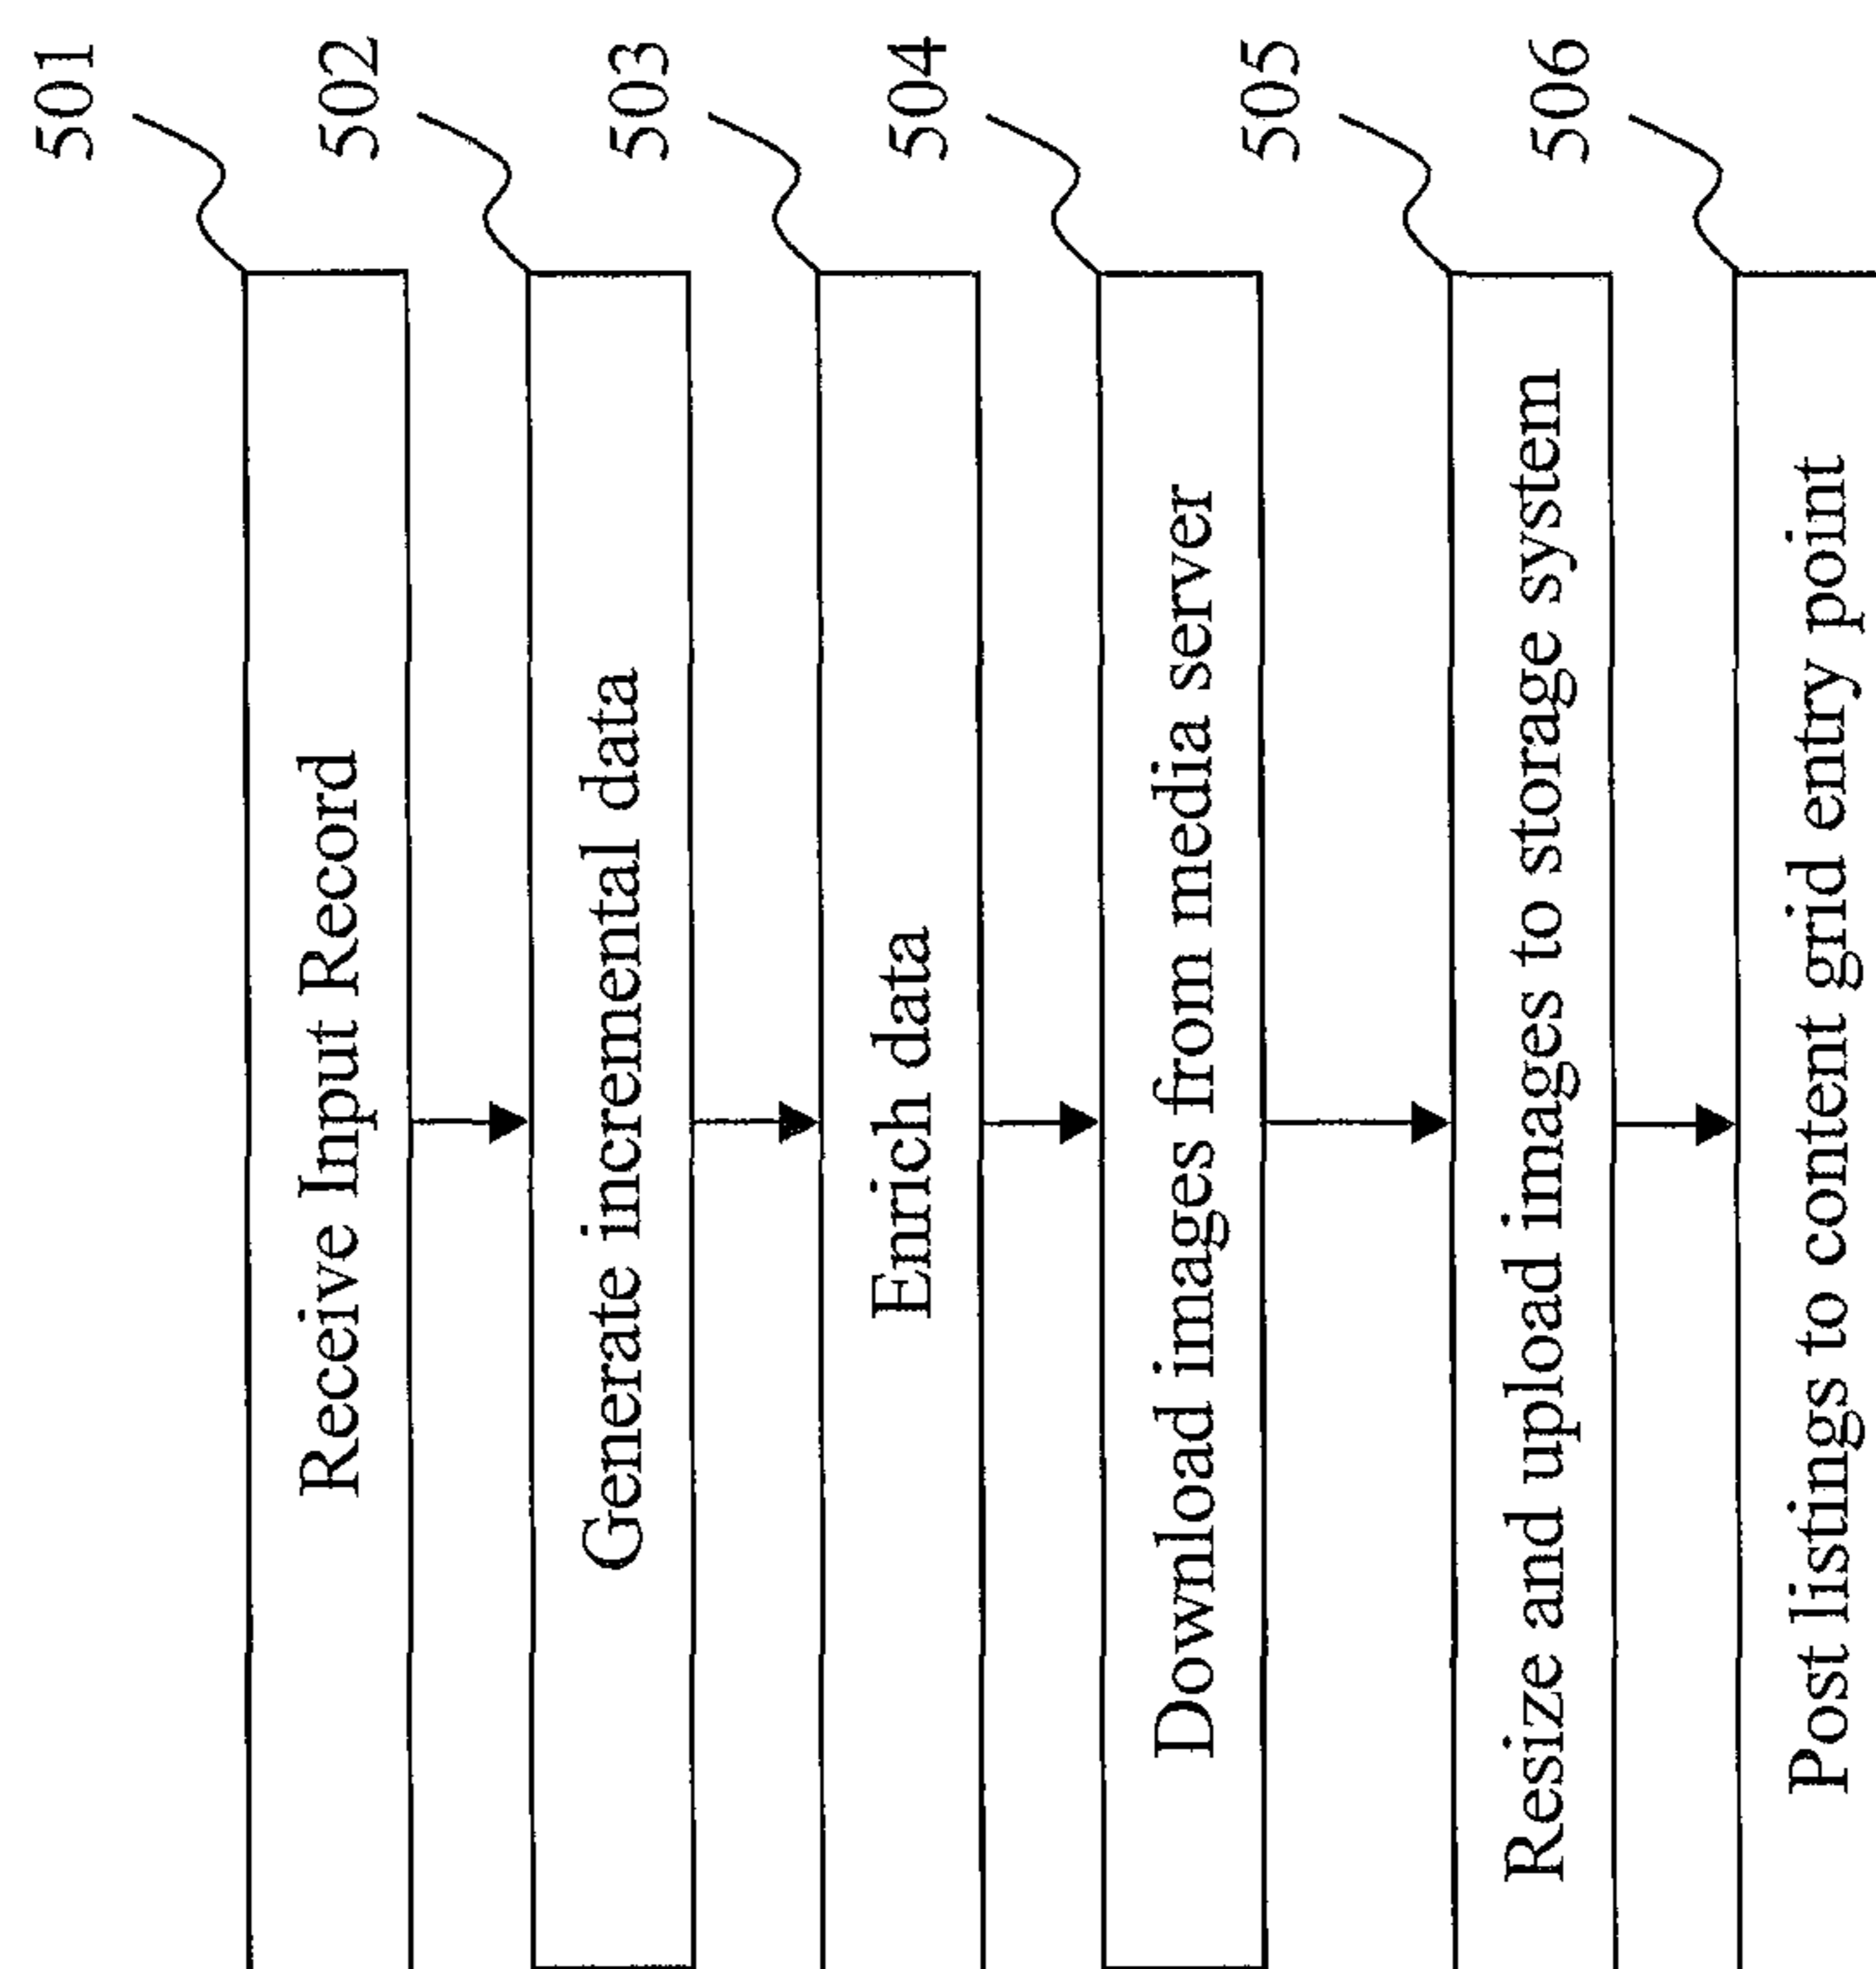 501
Receive Input Record
502
Generate incremental data
503
Enrich data
504
Download images from media server
505
Resize and upload images to storage system
506
Post listings to content grid entry point